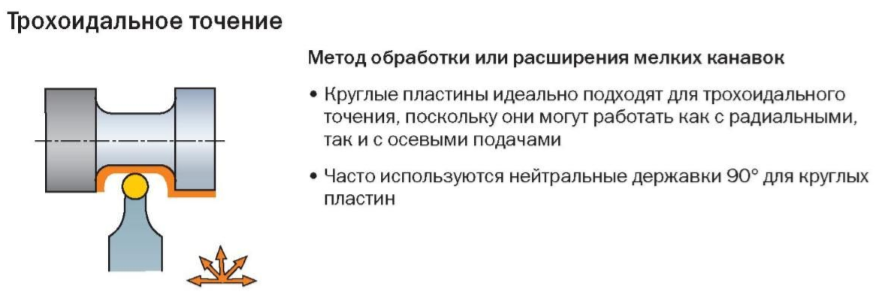 Трохоидальное точение
Метод обработки или расширения мелких канавок
• Круглые пластины идеально подходят для трохоидального
точения, поскольку они могут работать как с радиальными,
так и с осевыми подачами
• Часто используются нейтральные державки 90° для круглых
пластин